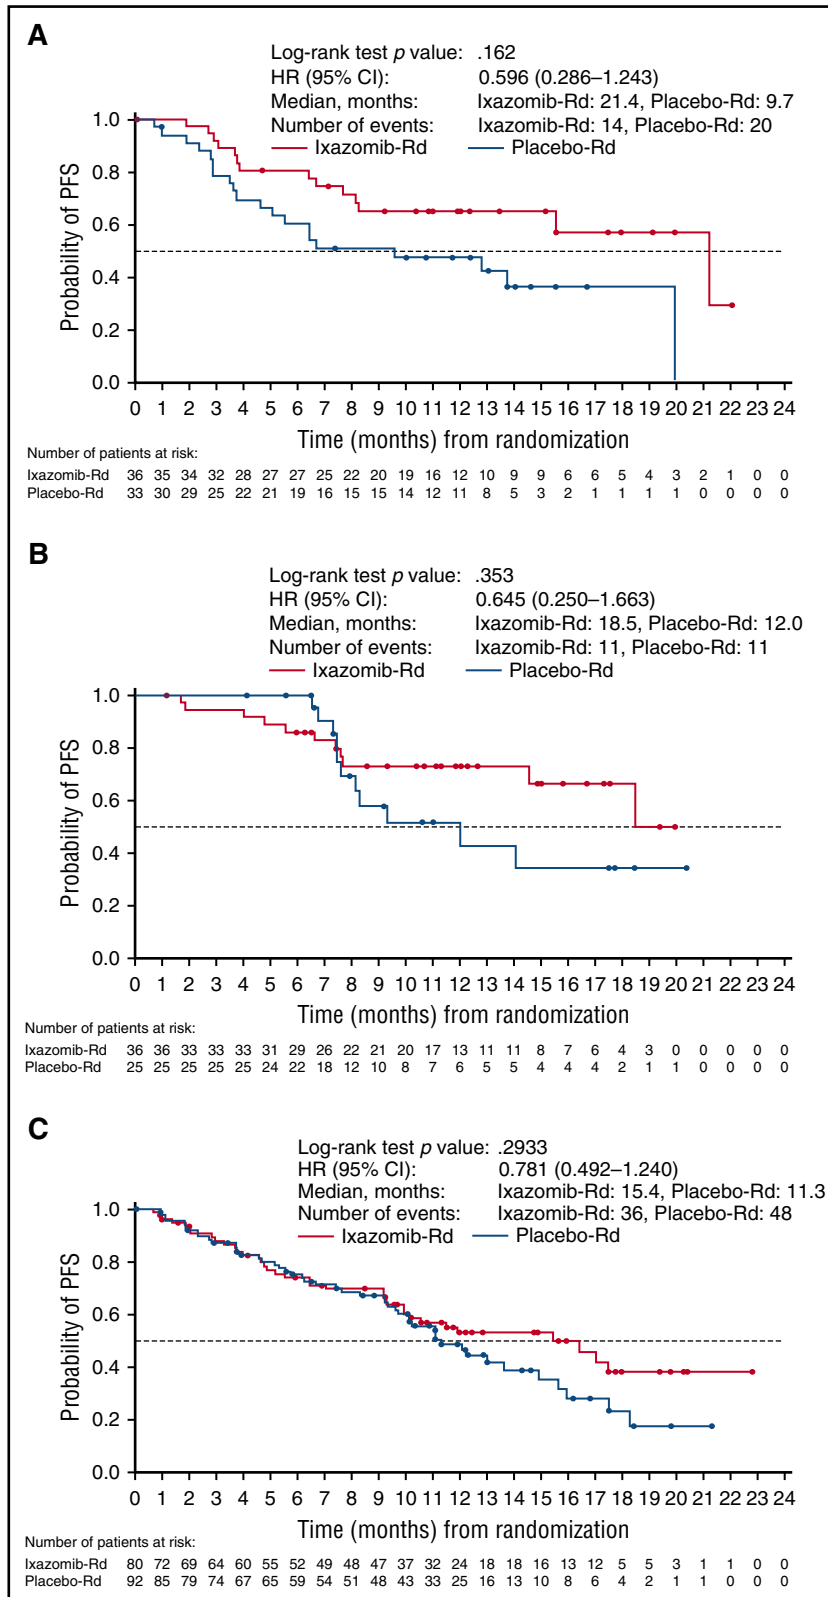 A
Log-rank test p value: .162
HR (95% CI): 0.596 (0.286–1.243)
Median, months: Ixazomib-Rd: 21.4, Placebo-Rd: 9.7
Number of events: Ixazomib-Rd: 14, Placebo-Rd: 20
Ixazomib-Rd Placebo-Rd
Probability of PFS
1.0
0.8
0.6
0.4
0.2
0.0
0 1 2 3 4 5 6 7 8 9 10 11 12 13 14 15 16 17 18 19 20 21 22 23 24
Time (months) from randomization
Number of patients at risk:
Ixazomib-Rd 36 35 34 32 28 27 27 25 22 20 19 16 12 10 9 9 6 6 5 4 3 2 1 0 0
Placebo-Rd 33 30 29 25 22 21 19 16 15 15 14 12 11 8 5 3 2 1 1 1 1 0 0 0 0
B
Log-rank test p value: .353
HR (95% CI): 0.645 (0.250–1.663)
Median, months: Ixazomib-Rd: 18.5, Placebo-Rd: 12.0
Number of events: Ixazomib-Rd: 11, Placebo-Rd: 11
Ixazomib-Rd Placebo-Rd
Probability of PFS
1.0
0.8
0.6
0.4
0.2
0.0
0 1 2 3 4 5 6 7 8 9 10 11 12 13 14 15 16 17 18 19 20 21 22 23 24
Time (months) from randomization
Number of patients at risk:
Ixazomib-Rd 36 36 33 33 33 31 29 26 22 21 20 17 13 11 11 8 7 6 4 3 0 0 0 0 0
Placebo-Rd 25 25 25 25 25 24 22 18 12 10 8 7 6 5 5 4 4 4 2 1 1 0 0 0 0
C
Log-rank test p value: .2933
HR (95% CI): 0.781 (0.492–1.240)
Median, months: Ixazomib-Rd: 15.4, Placebo-Rd: 11.3
Number of events: Ixazomib-Rd: 36, Placebo-Rd: 48
Ixazomib-Rd Placebo-Rd
Probability of PFS
1.0
0.8
0.6
0.4
0.2
0.0
0 1 2 3 4 5 6 7 8 9 10 11 12 13 14 15 16 17 18 19 20 21 22 23 24
Time (months) from randomization
Number of patients at risk:
Ixazomib-Rd 80 72 69 64 60 55 52 49 48 47 37 32 24 18 18 16 13 12 5 5 3 1 1 0 0
Placebo-Rd 92 85 79 74 67 65 59 54 51 48 43 33 25 16 13 10 8 6 4 2 1 1 0 0 0